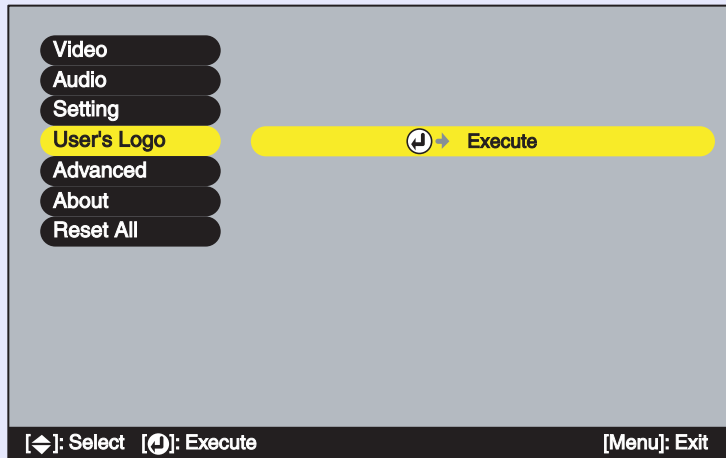 Video
Audio
Setting
User's Logo Execute
Advanced
About
Reset All
[]: Select []: Execute [Menu]: Exit